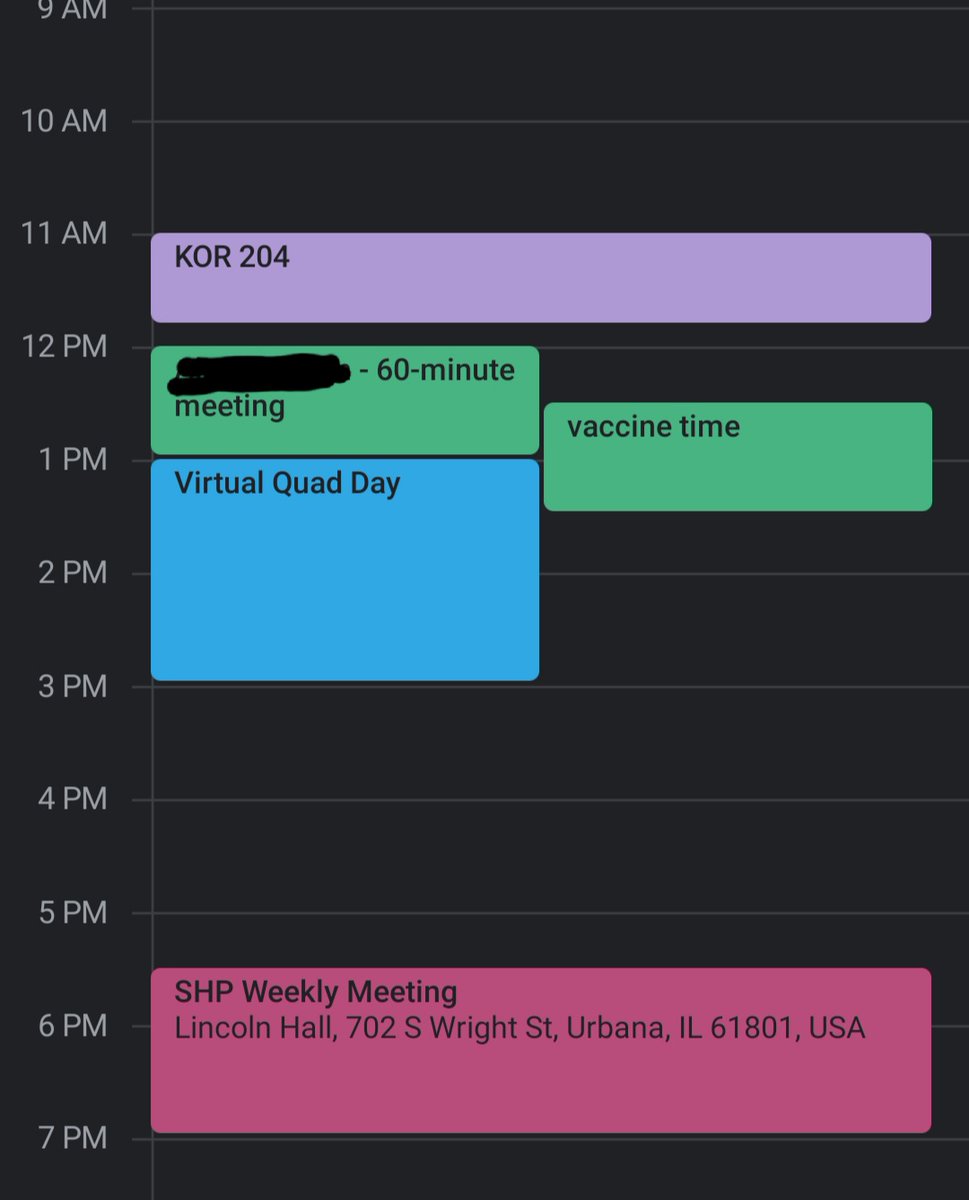 9 AM
10 AM
11 AM
KOR 204
12 PM
- 60-minute
meeting
vaccine time
1 PM
Virtual Quad Day
2 PM
3 PM
4 PM
5 PM
SHP Weekly Meeting
6 PM
Lincoln Hall, 702 S Wright St, Urbana, IL 61801, USA
7 PM